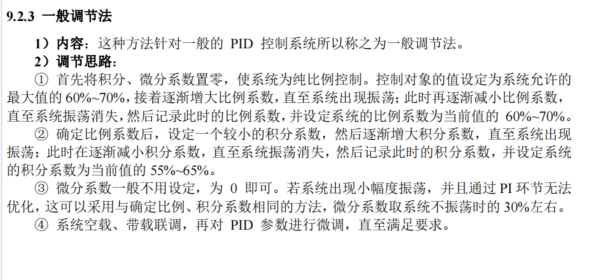 9.2.3 一般调节法
1）内容：这种方法针对一般的 PID 控制系统所以称之为一般调节法。
2）调节思路：
① 首先将积分、微分系数置零，使系统为纯比例控制。控制对象的值设定为系统允许的
最大值的 60%~70%，接着逐渐增大比例系数，直至系统出现振荡；此时再逐渐减小比例系数，
直至系统振荡消失，然后记录此时的比例系数，并设定系统的比例系数为当前值的 60%~70%。
② 确定比例系数后，设定一个较小的积分系数，然后逐渐增大积分系数，直至系统出现
振荡；此时在逐渐减小积分系数，直至系统振荡消失，然后记录此时的积分系数，并设定系统
的积分系数为当前值的 55%~65%。
③ 微分系数一般不用设定，为 0 即可。若系统出现小幅度振荡，并且通过 PI 环节无法
优化，这可以采用与确定比例、积分系数相同的方法，微分系数取系统不振荡时的 30%左右。
④ 系统空载、带载联调，再对 PID 参数进行微调，直至满足要求。